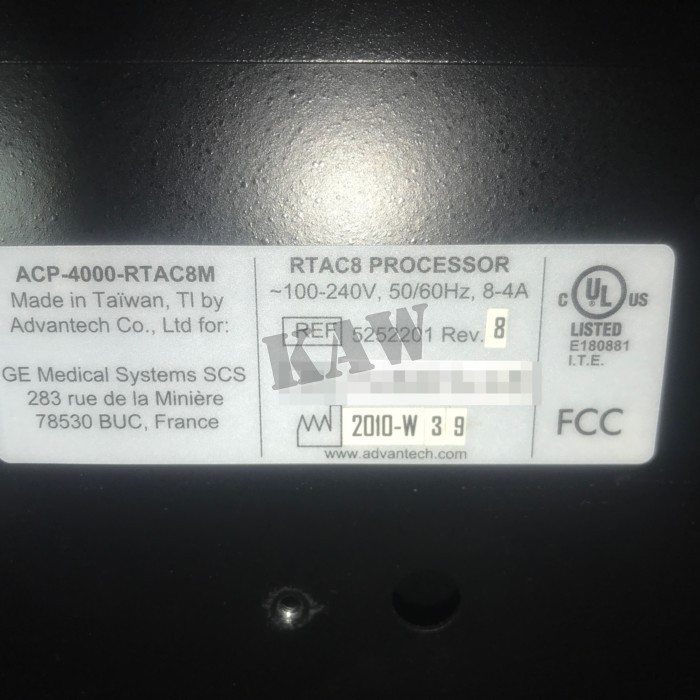 ACP-4000-RTAC8M
Made in Taïwan, TI by
Advantech Co., Ltd for:
GE Medical Systems SCS
283 rue de la Minière
78530 BUC, France
RTAC8 PROCESSOR
~100-240V, 50/60Hz, 8-4A
REF 5252201 Rev. 8
KAW
2010-W 3 9
www.advantech.com
C UL US
LISTED
E180881
I.T.E.
FCC